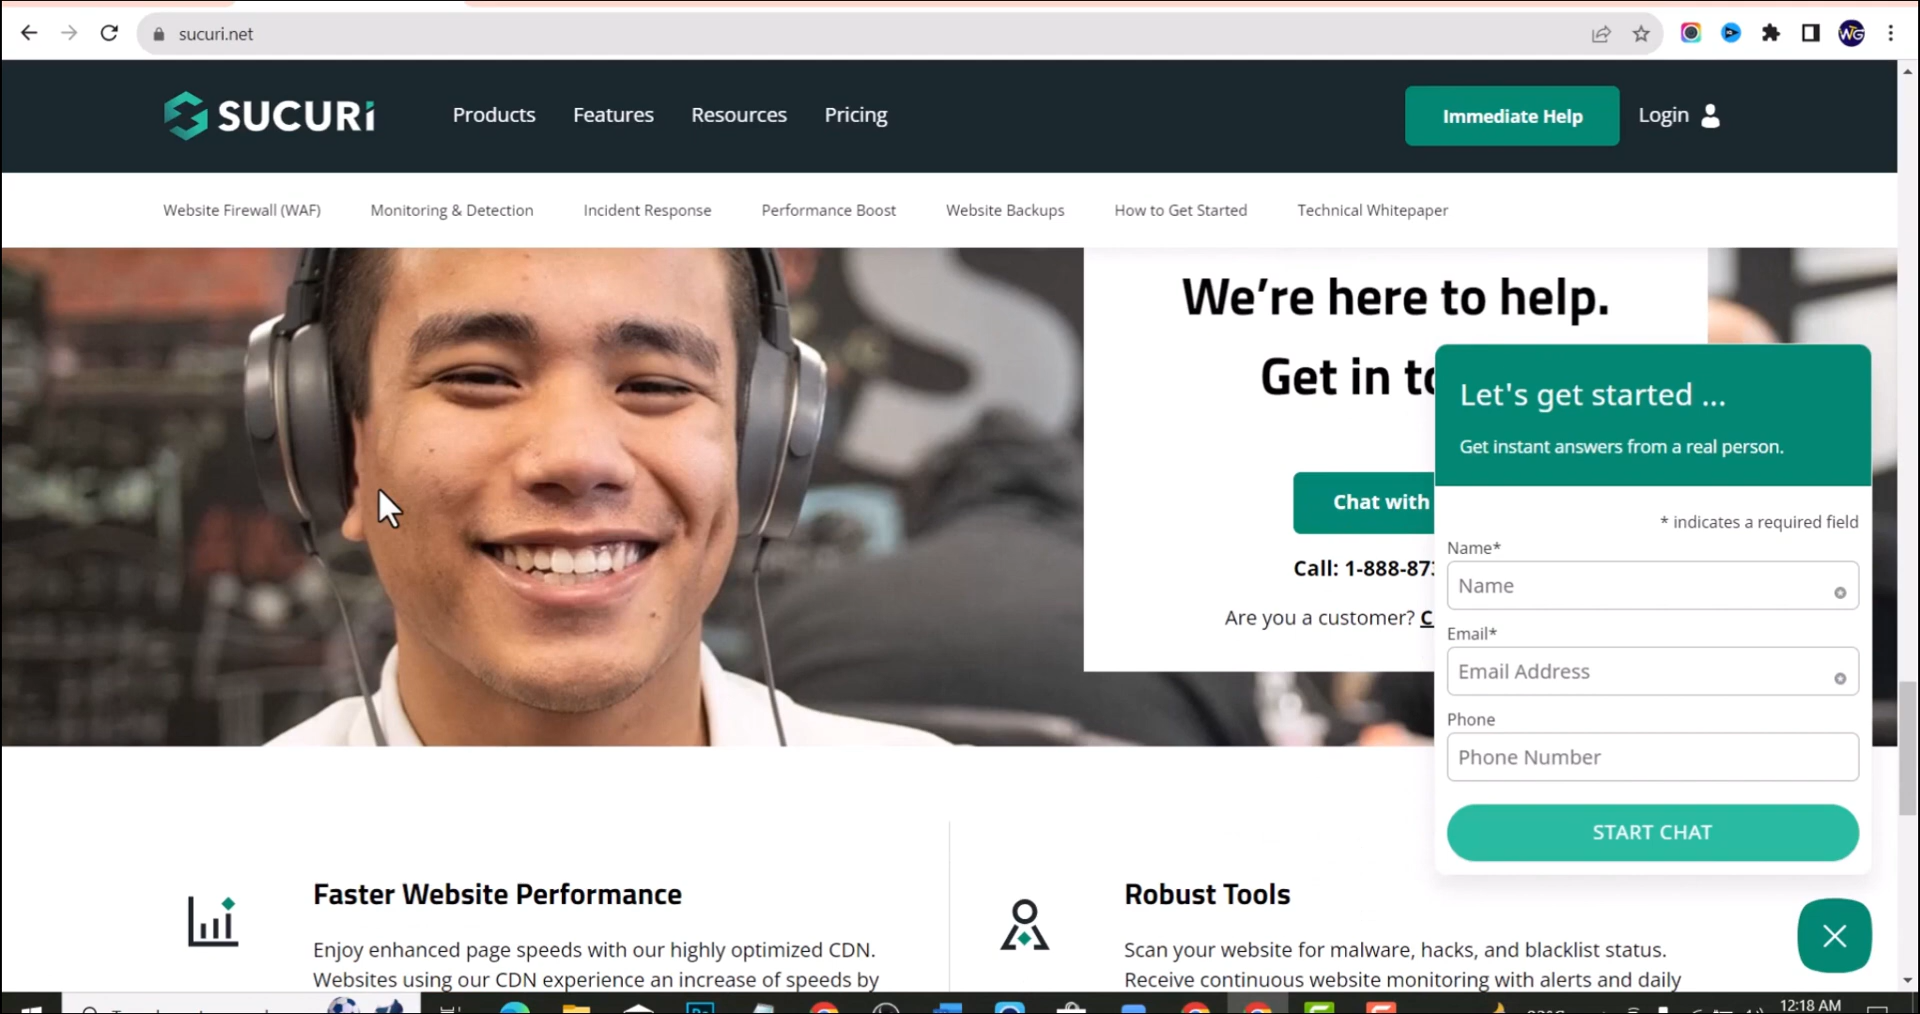 sucuri.net
SUCURi
Products
Features
Resources
Pricing
Immediate Help
Login
Website Firewall (WAF)
Monitoring & Detection
Incident Response
Performance Boost
Website Backups
How to Get Started
Technical Whitepaper
We’re here to help.
Get in to
Chat with
Call: 1-888-87
Are you a customer? C
Let's get started ...
Get instant answers from a real person.
* indicates a required field
Name*
Name
Email*
Email Address
Phone
Phone Number
START CHAT
Faster Website Performance
Enjoy enhanced page speeds with our highly optimized CDN.
Websites using our CDN experience an increase of speeds by
Robust Tools
Scan your website for malware, hacks, and blacklist status.
Receive continuous website monitoring with alerts and daily
12:18 AM